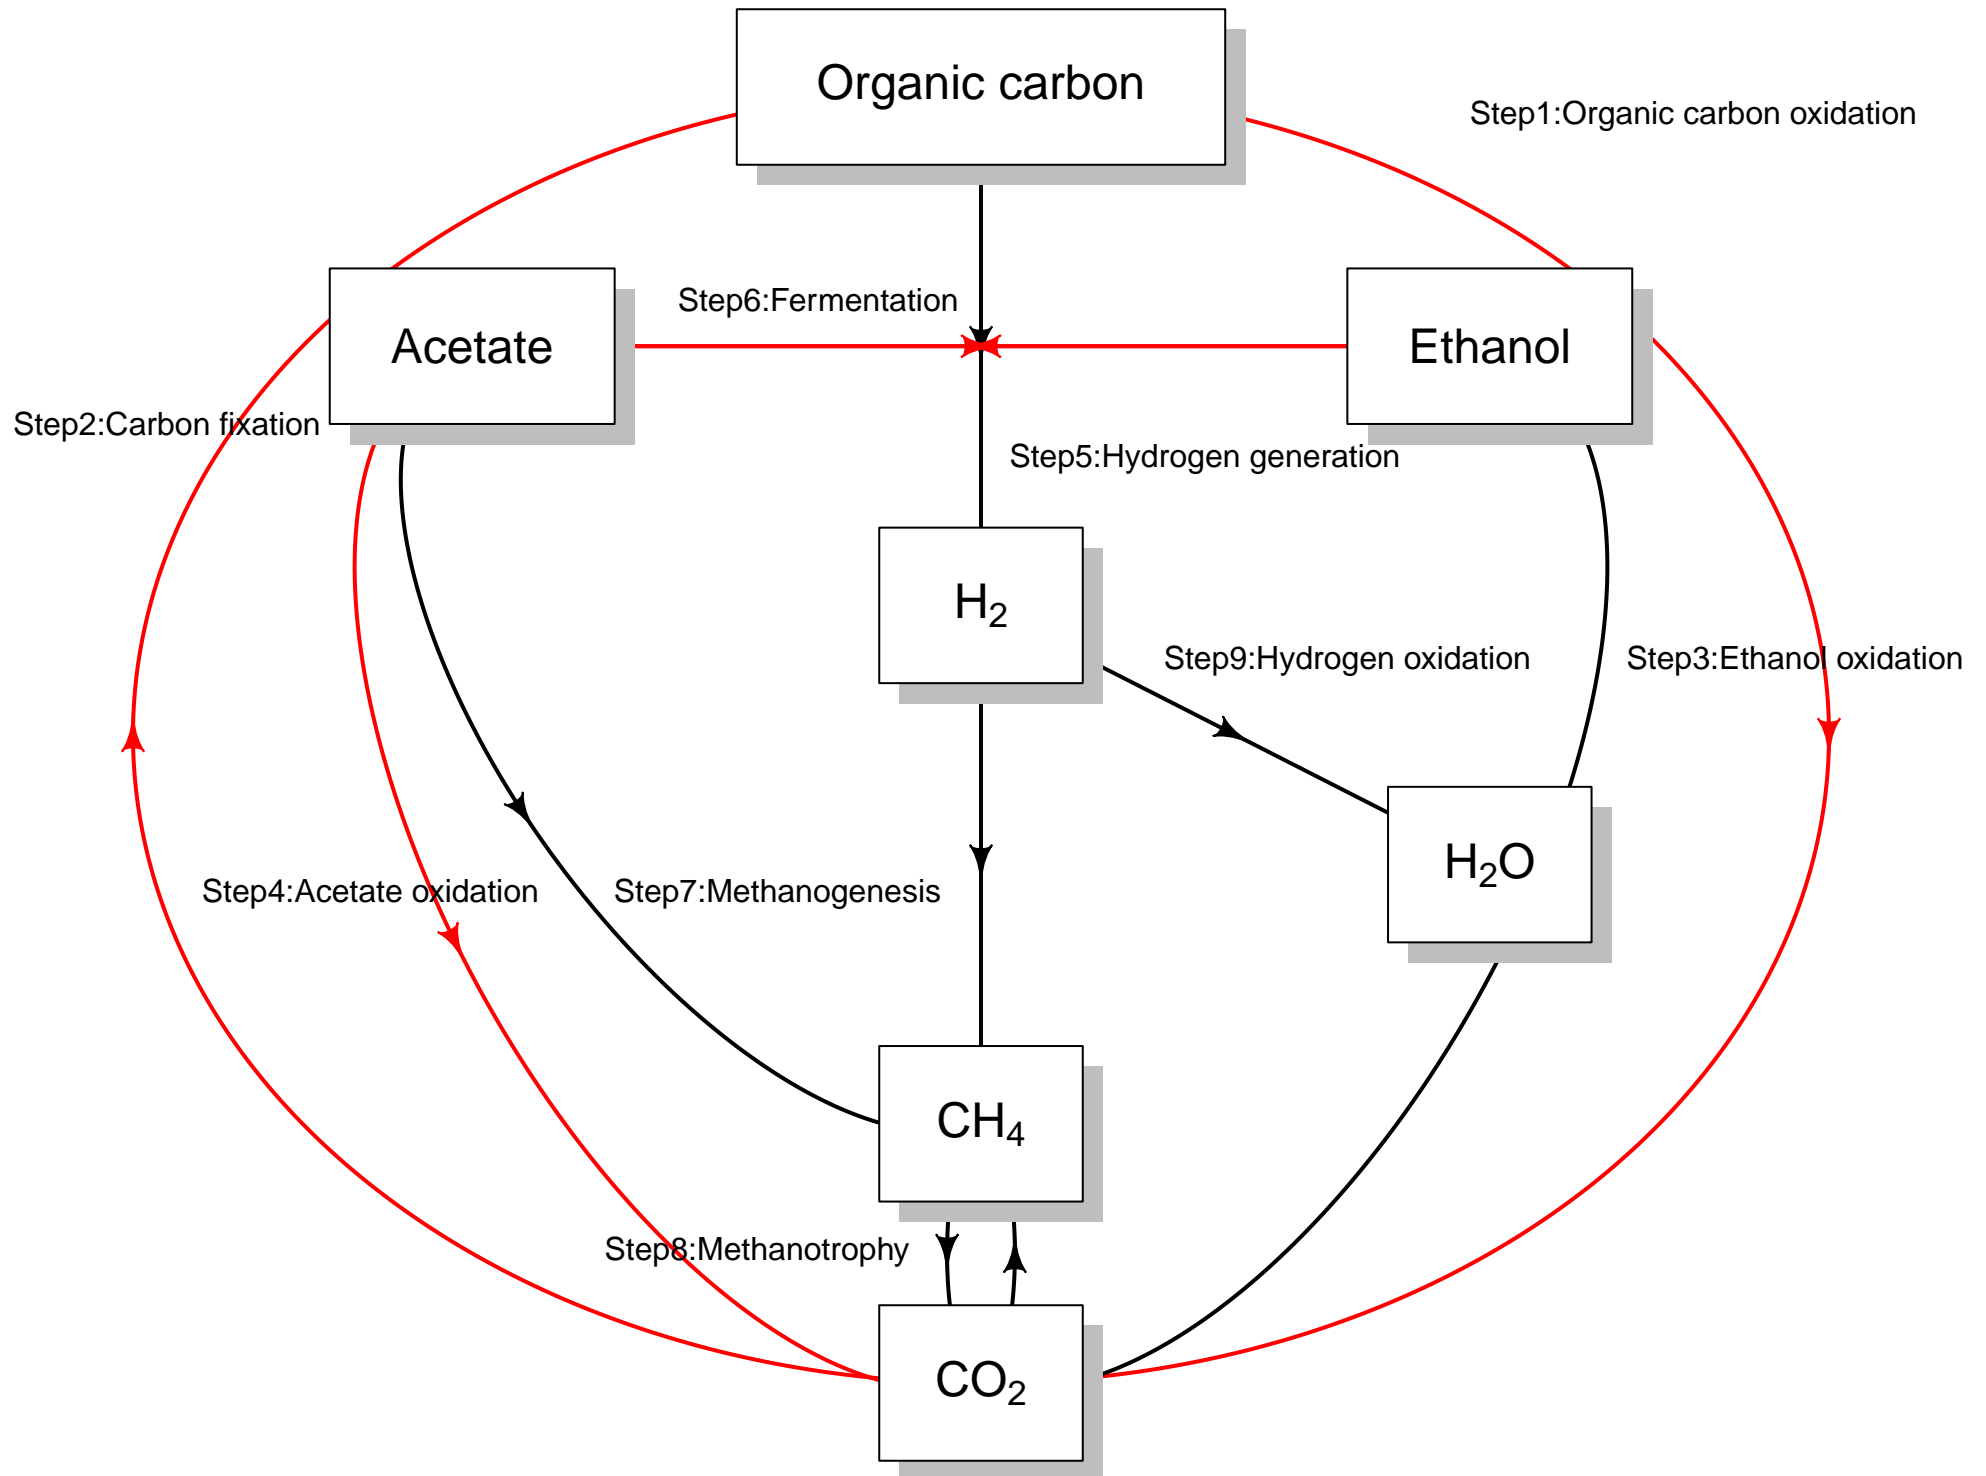 Organic carbon
Step1:Organic carbon oxidation
Step6:Fermentation
Acetate
Ethanol
Step2:Carbon fixation
Step5:Hydrogen generation
H₂
Step9:Hydrogen oxidation
Step3:Ethanol oxidation
H₂O
Step4:Acetate oxidation
Step7:Methanogenesis
CH₄
Step8:Methanotrophy
CO₂